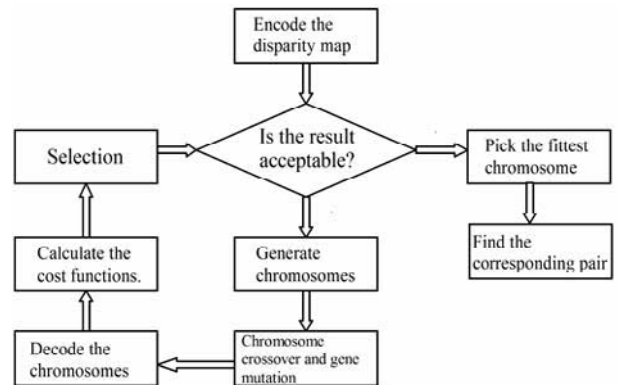 Encode the
disparity map
Is the result
acceptable?
Selection
Pick the fittest
chromosome
Calculate the
cost functions.
Generate
chromosomes
Find the
corresponding pair
Decode the
chromosomes
Chromosome
crossover and gene
mutation